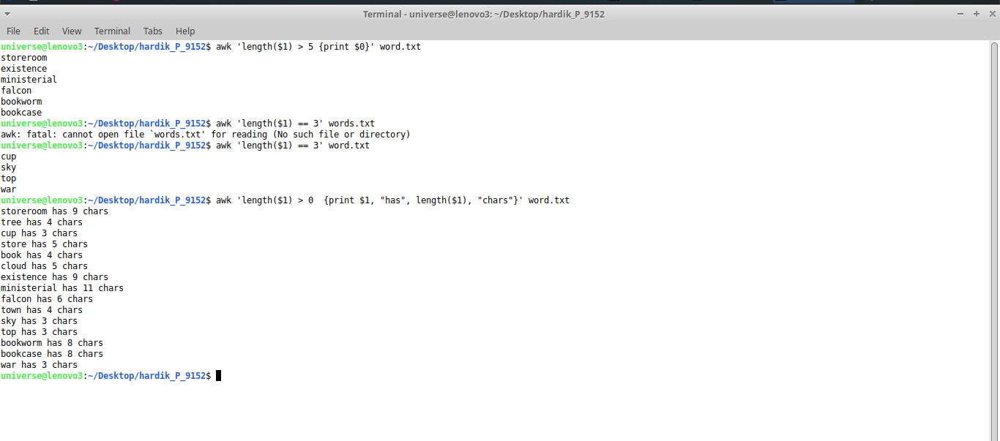 Terminal - universe@lenovo3: ~/Desktop/hardik_P_9152
File Edit View Terminal Tabs Help
universe@lenovo3:~/Desktop/hardik_P_9152$ awk 'length($1) > 5 {print $0}' word.txt
storeroom
existence
ministerial
falcon
bookworm
bookcase
universe@lenovo3:~/Desktop/hardik_P_9152$ awk 'length($1) == 3' words.txt
awk: fatal: cannot open file `words.txt' for reading (No such file or directory)
universe@lenovo3:~/Desktop/hardik_P_9152$ awk 'length($1) == 3' word.txt
cup
sky
top
war
universe@lenovo3:~/Desktop/hardik_P_9152$ awk 'length($1) > 0  {print $1, "has", length($1), "chars"}' word.txt
storeroom has 9 chars
tree has 4 chars
cup has 3 chars
store has 5 chars
book has 4 chars
cloud has 5 chars
existence has 9 chars
ministerial has 11 chars
falcon has 6 chars
town has 4 chars
sky has 3 chars
top has 3 chars
bookworm has 8 chars
bookcase has 8 chars
war has 3 chars
universe@lenovo3:~/Desktop/hardik_P_9152$